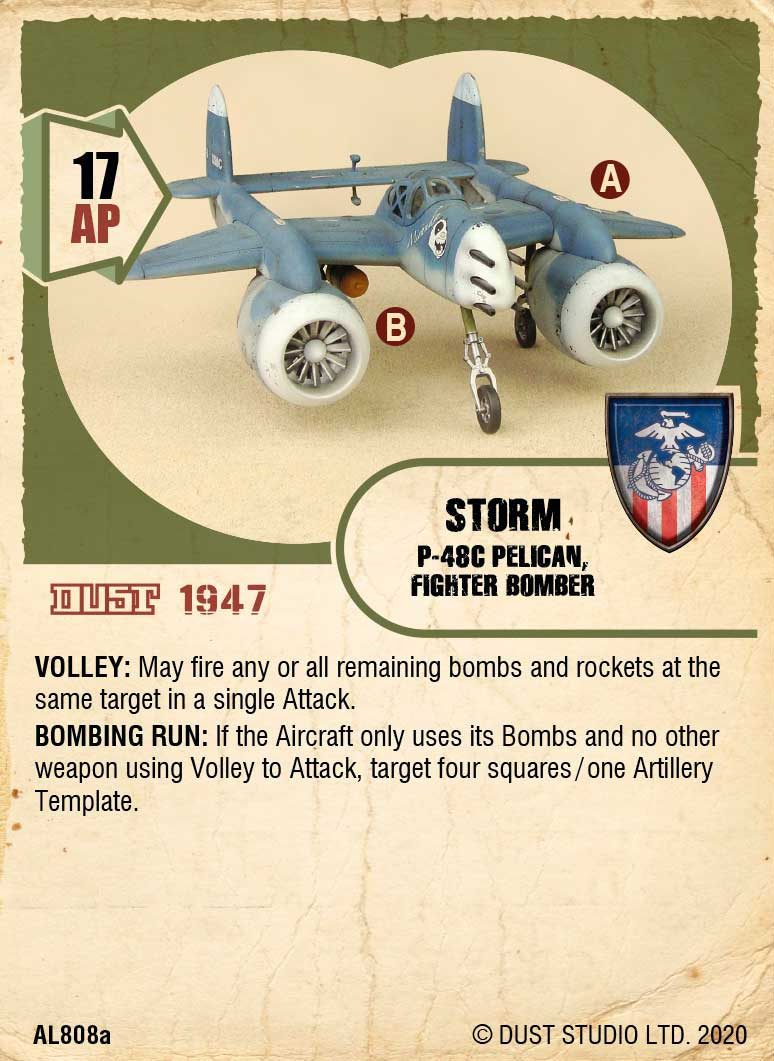 17
AP
A
B
STORM
P-48C PELICAN,
FIGHTER BOMBER
DUST 1947
VOLLEY: May fire any or all remaining bombs and rockets at the
same target in a single Attack.
BOMBING RUN: If the Aircraft only uses its Bombs and no other
weapon using Volley to Attack, target four squares/one Artillery
Template.
AL808a
© DUST STUDIO LTD. 2020